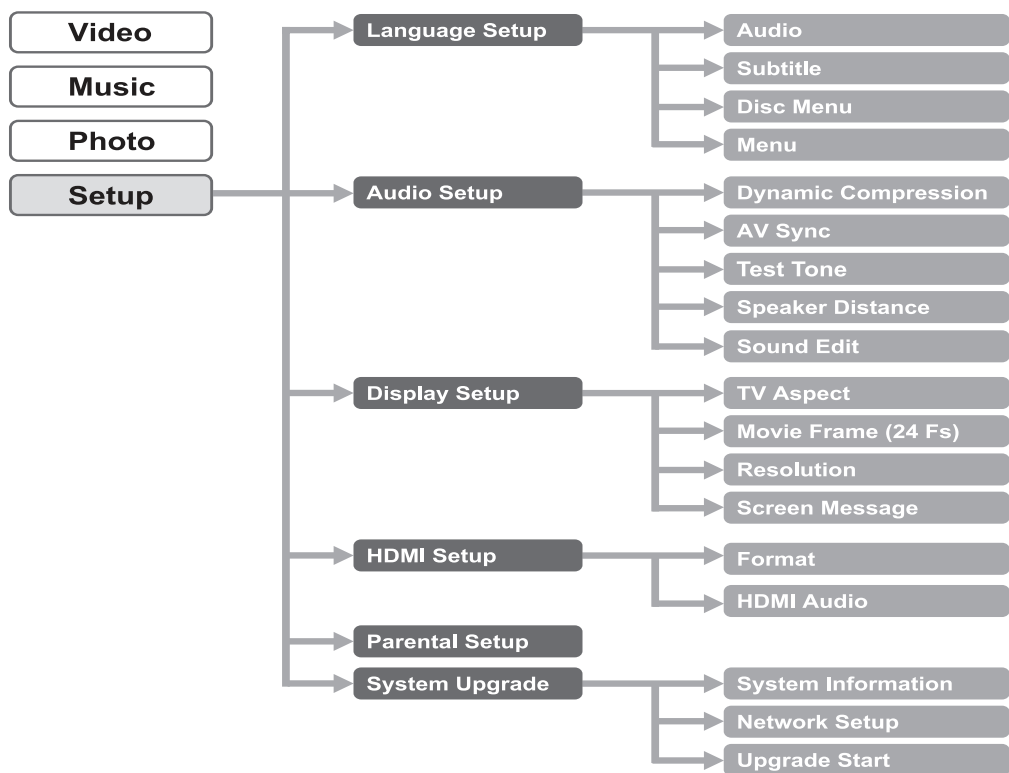 Video
Music
Photo
Setup
Language Setup
Audio
Subtitle
Disc Menu
Menu
Audio Setup
Dynamic Compression
AV Sync
Test Tone
Speaker Distance
Sound Edit
Display Setup
TV Aspect
Movie Frame (24 Fs)
Resolution
Screen Message
HDMI Setup
Format
HDMI Audio
Parental Setup
System Upgrade
System Information
Network Setup
Upgrade Start